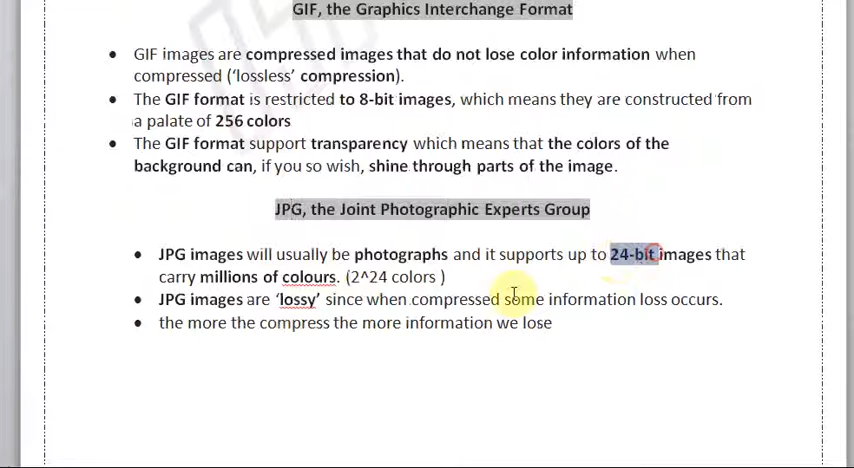 GIF, the Graphics Interchange Format
• GIF images are compressed images that do not lose color information when
compressed (‘lossless’ compression).
• The GIF format is restricted to 8-bit images, which means they are constructed from
a palate of 256 colors
• The GIF format support transparency which means that the colors of the
background can, if you so wish, shine through parts of the image.
JPG, the Joint Photographic Experts Group
• JPG images will usually be photographs and it supports up to 24-bit images that
carry millions of colours. (2^24 colors )
• JPG images are ‘lossy’ since when compressed some information loss occurs.
• the more the compress the more information we lose